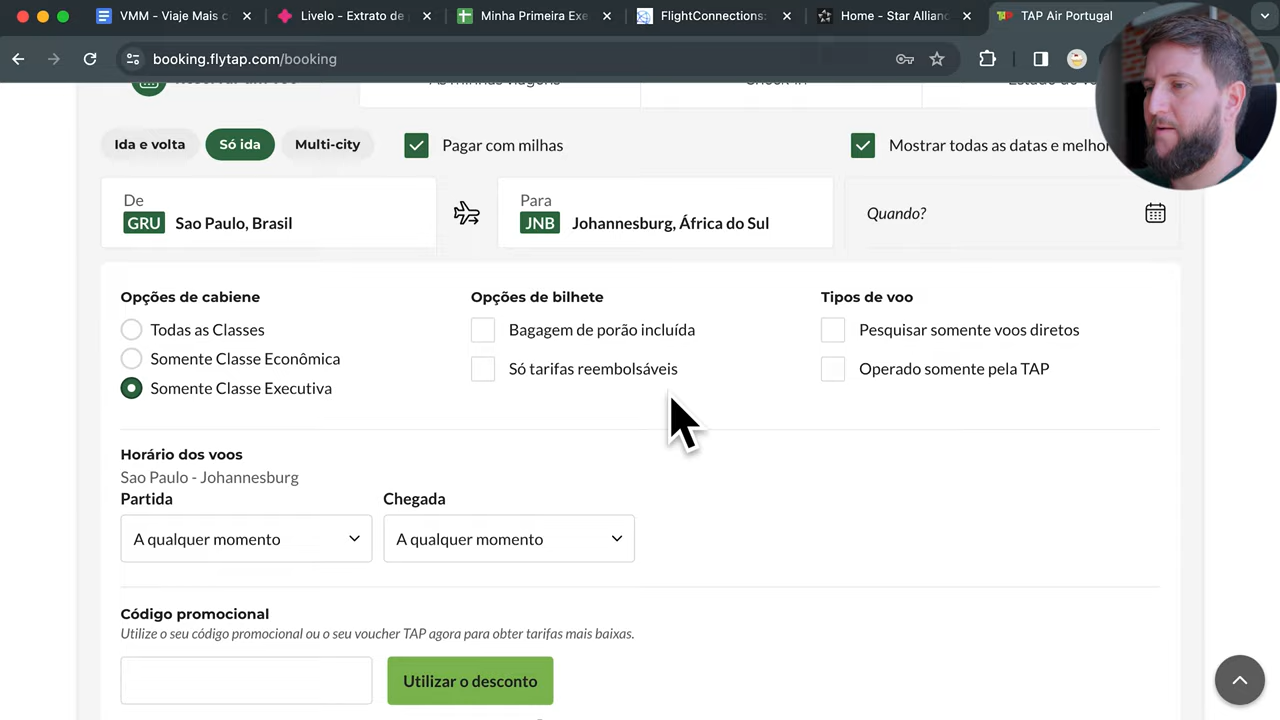 VMM - Viaje Mais
Livelo - Extrato de
Minha Primeira Exe
FlightConnections:
Home - Star Allianc
TAP Air Portugal
booking.flytap.com/booking
Ida e volta
Só ida
Multi-city
Pagar com milhas
Mostrar todas as datas e
De
GRU Sao Paulo, Brasil
Para
JNB Johannesburg, África do Sul
Quando?
Opções de cabiene
Todas as Classes
Somente Classe Econômica
Somente Classe Executiva
Opções de bilhete
Bagagem de porão incluída
Só tarifas reembolsáveis
Tipos de voo
Pesquisar somente voos diretos
Operado somente pela TAP
Horário dos voos
Sao Paulo - Johannesburg
Partida
Chegada
A qualquer momento
A qualquer momento
Código promocional
Utilize o seu código promocional ou o seu voucher TAP agora para obter tarifas mais baixas.
Utilizar o desconto